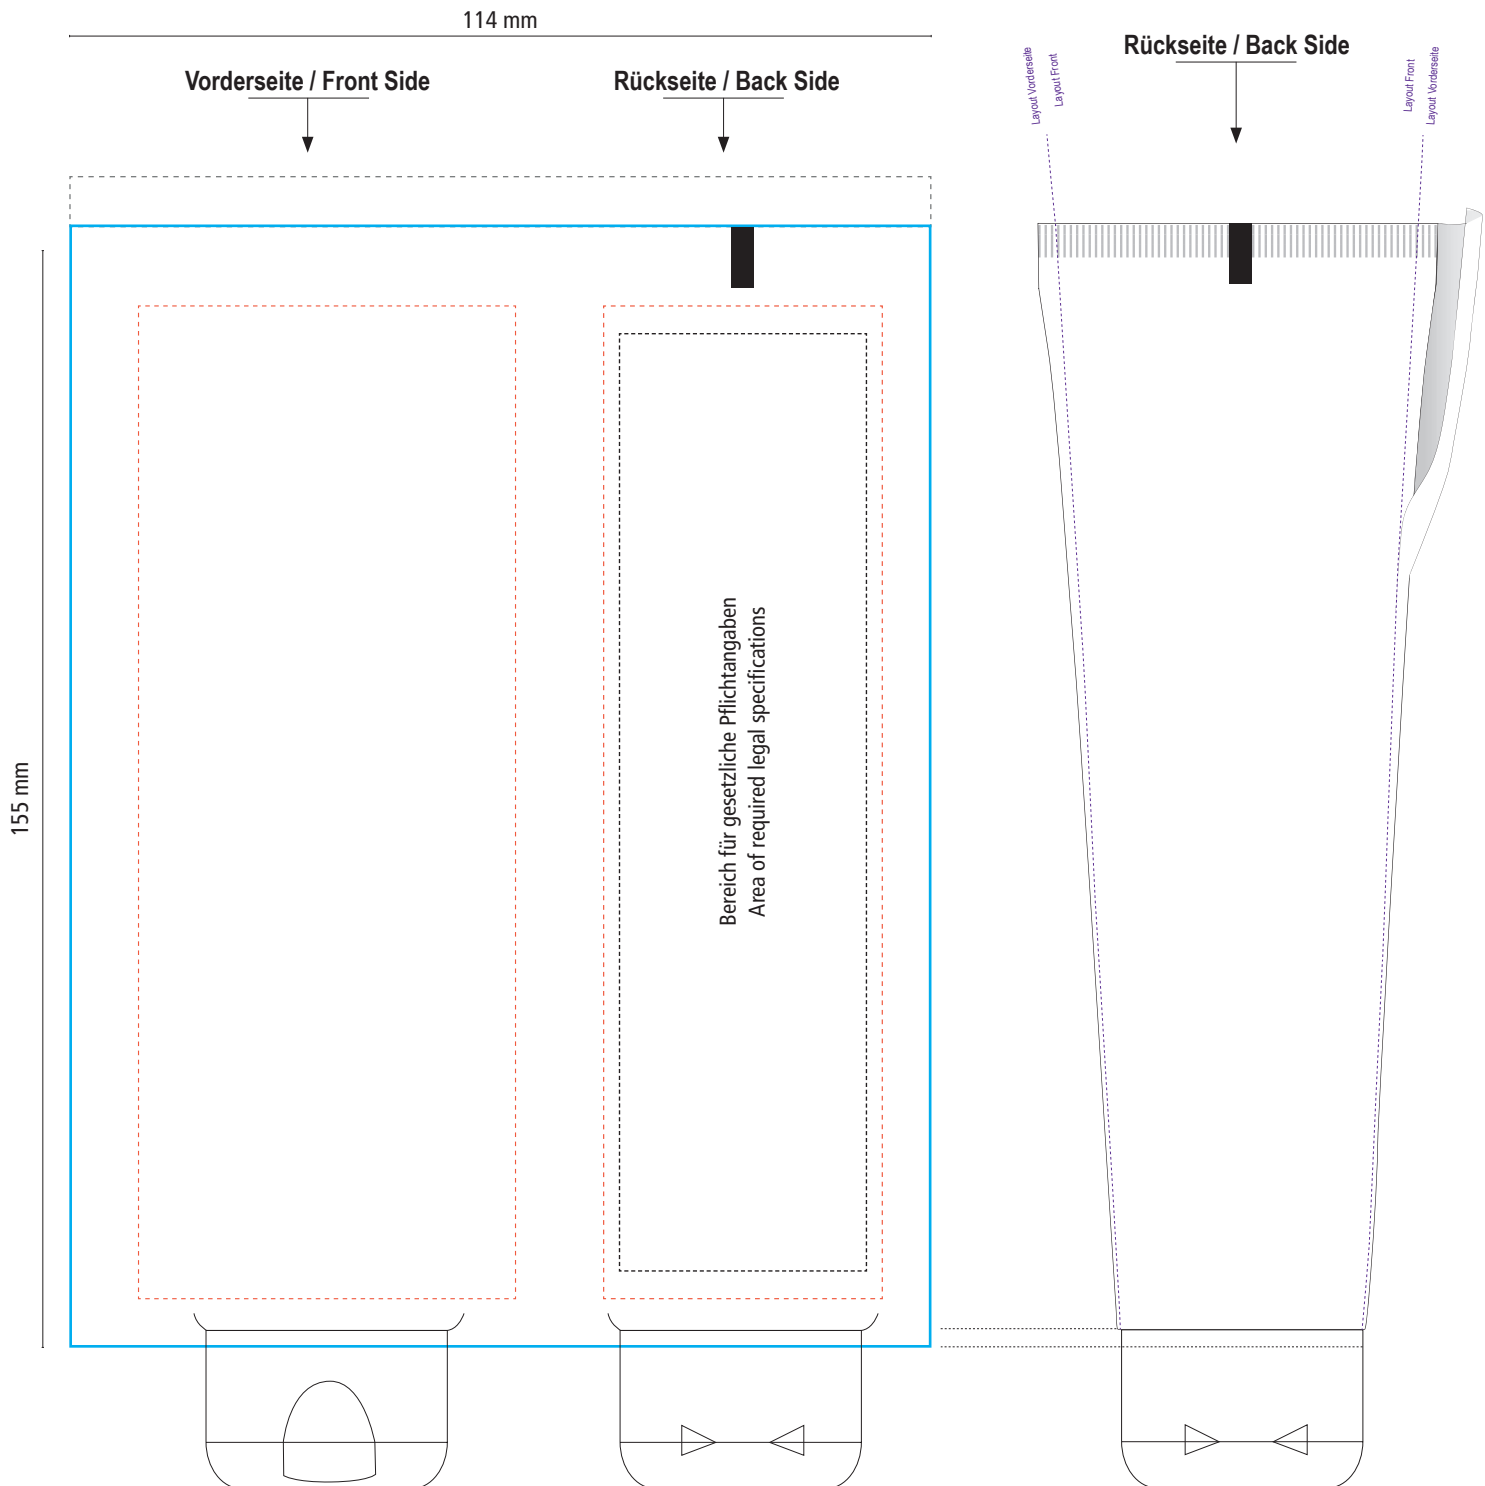 114 mm
Vorderseite / Front Side
Rückseite / Back Side
Rückseite / Back Side
Layout Vorderseite
Layout Front
Layout Front
Layout Vorderseite
155 mm
Bereich für gesetzliche Pflichtangaben
Area of required legal specifications